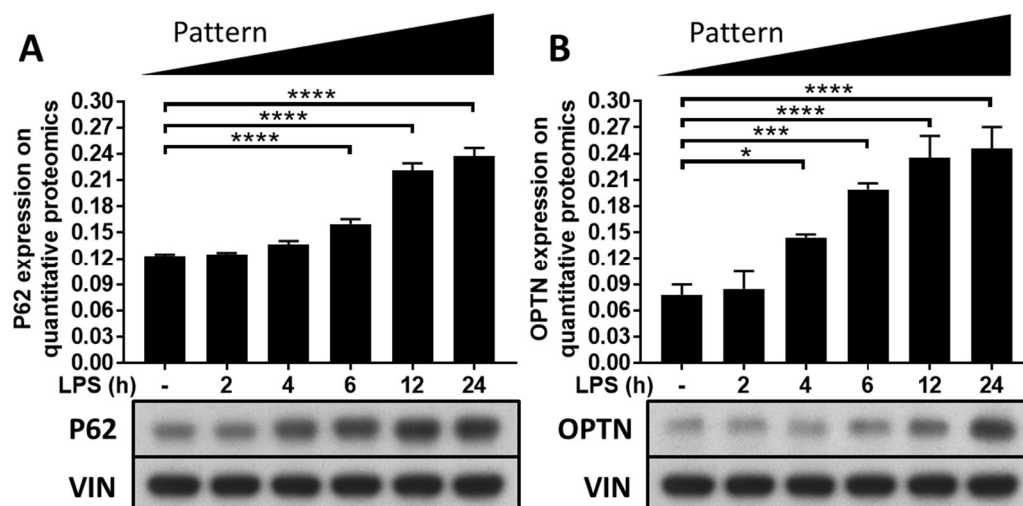 A
Pattern
P62 expression on
quantitative proteomics
0.30
0.27
0.24
0.21
0.18
0.15
0.12
0.09
0.06
0.03
0.00
****
****
****
LPS (h)
- 2 4 6 12 24
P62
VIN
B
Pattern
OPTN expression on
quantitative proteomics
0.30
0.27
0.24
0.21
0.18
0.15
0.12
0.09
0.06
0.03
0.00
****
****
***
*
LPS (h)
- 2 4 6 12 24
OPTN
VIN